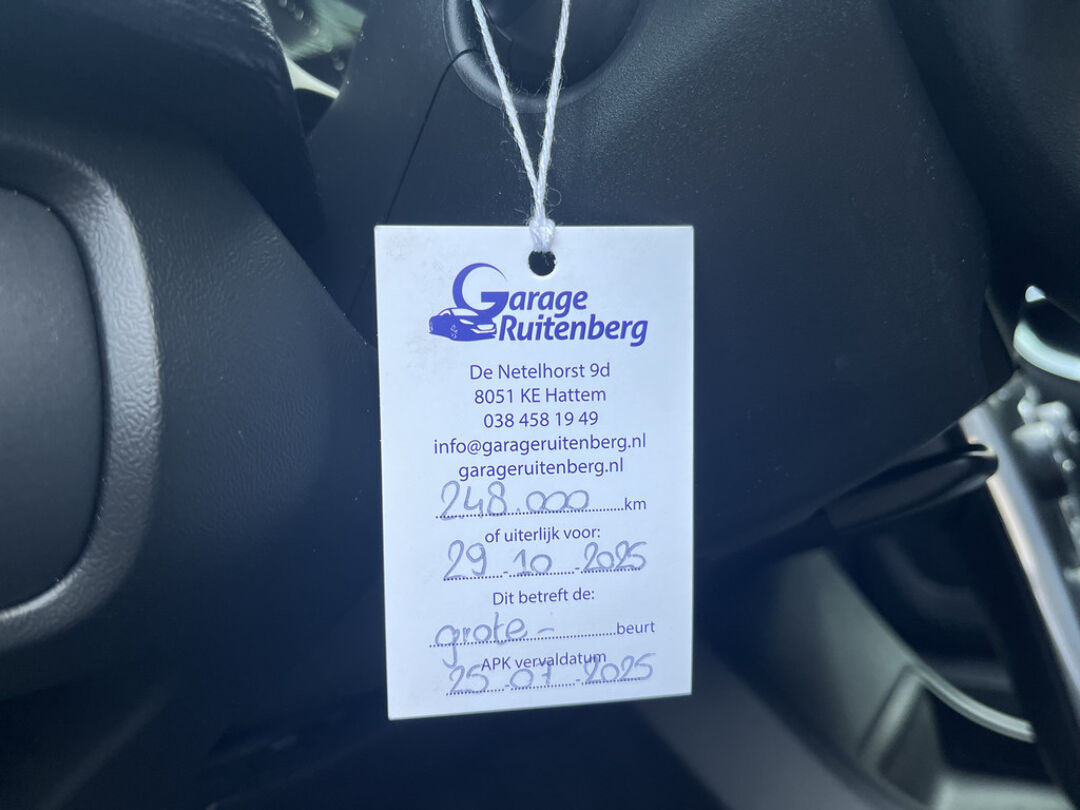 Garage
Ruitenberg
De Netelhorst 9d
8051 KE Hattem
038 458 19 49
info@garageruitenberg.nl
garageruitenberg.nl
248.000 km
of uiterlijk voor:
29 - 10 - 2025
Dit betreft de:
grote - beurt
APK vervaldatum
25 - 07 - 2025